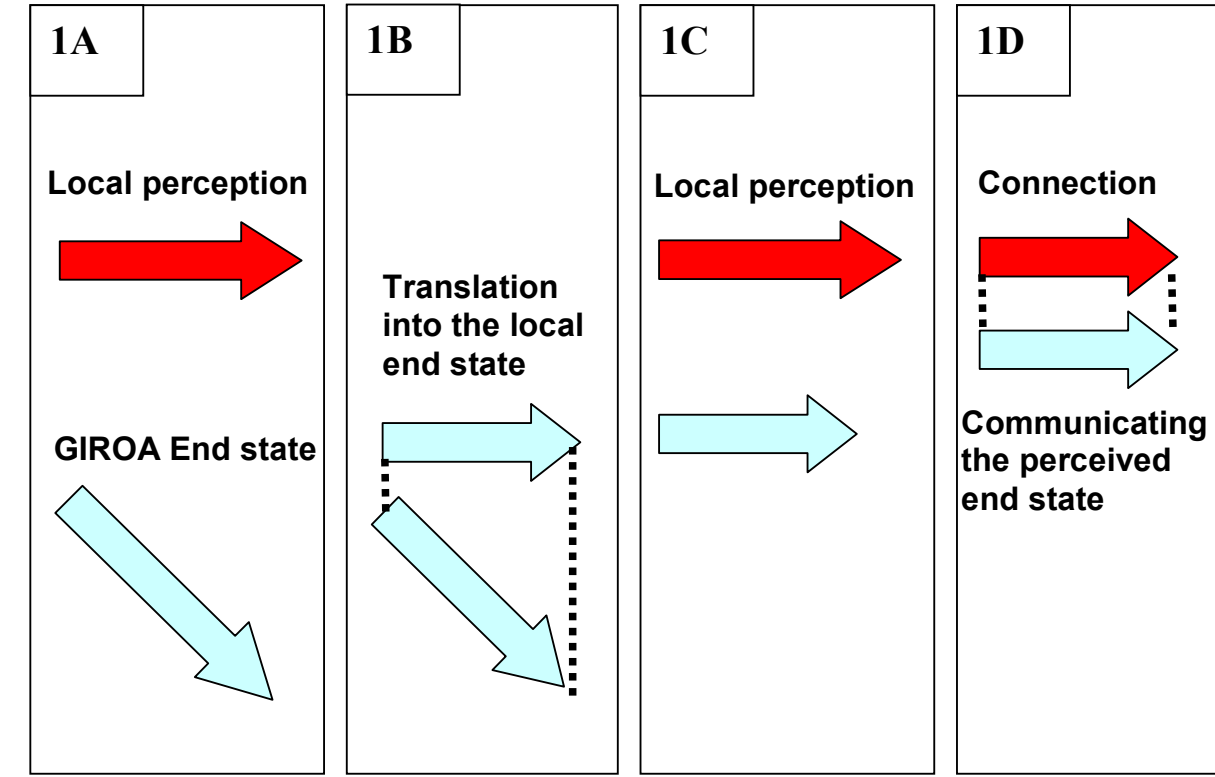 1A
Local perception
GIROA End state
1B
Translation
into the local
end state
1C
Local perception
1D
Connection
Communicating
the perceived
end state